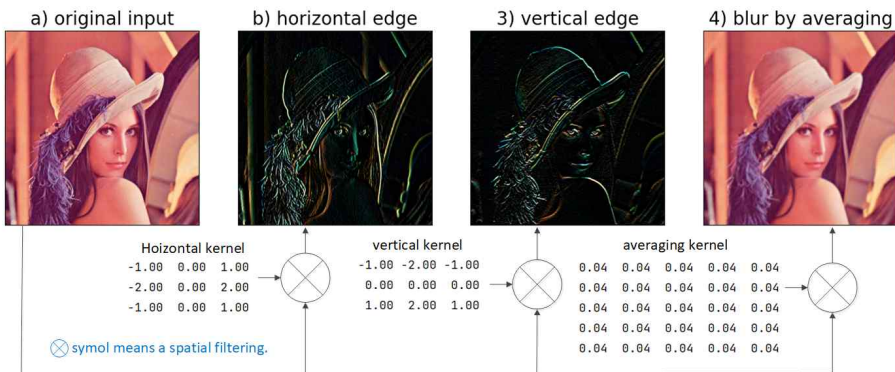 a) original input
b) horizontal edge
3) vertical edge
4) blur by averaging
Hoizontal kernel
-1.00 0.00 1.00
-2.00 0.00 2.00
-1.00 0.00 1.00
vertical kernel
-1.00 -2.00 -1.00
0.00 0.00 0.00
1.00 2.00 1.00
averaging kernel
0.04 0.04 0.04 0.04 0.04
0.04 0.04 0.04 0.04 0.04
0.04 0.04 0.04 0.04 0.04
0.04 0.04 0.04 0.04 0.04
0.04 0.04 0.04 0.04 0.04
symol means a spatial filtering.